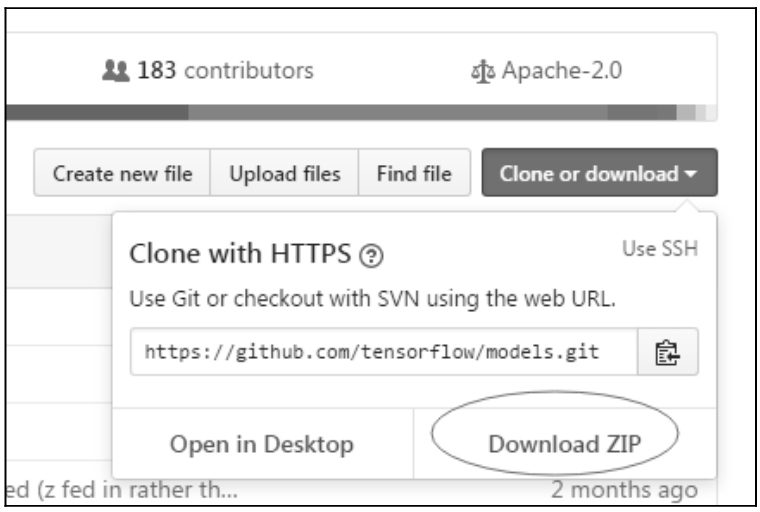 183 contributors
Apache-2.0
Create new file
Upload files
Find file
Clone or download
Clone with HTTPS
Use SSH
Use Git or checkout with SVN using the web URL.
https://github.com/tensorflow/models.git
Open in Desktop
Download ZIP
ed (z fed in rather th...
2 months ago